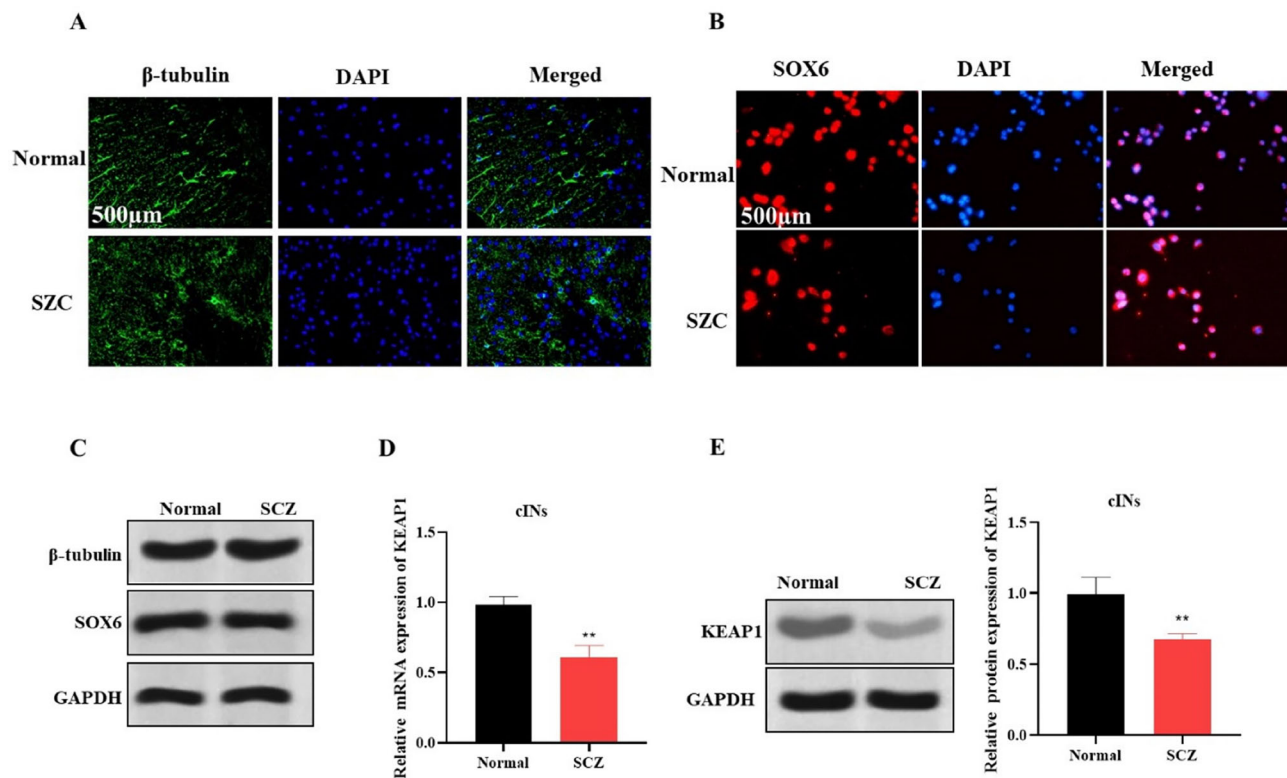 A
β-tubulin DAPI Merged
Normal
500μm
SZC
B
SOX6 DAPI Merged
Normal
500μm
SZC
C
Normal SCZ
β-tubulin
SOX6
GAPDH
D
cINs
Relative mRNA expression of KEAP1
1.5
1.0
0.5
0.0
**
Normal SCZ
E
Normal SCZ
KEAP1
GAPDH
cINs
Relative protein expression of KEAP1
1.5
1.0
0.5
0.0
**
Normal SCZ